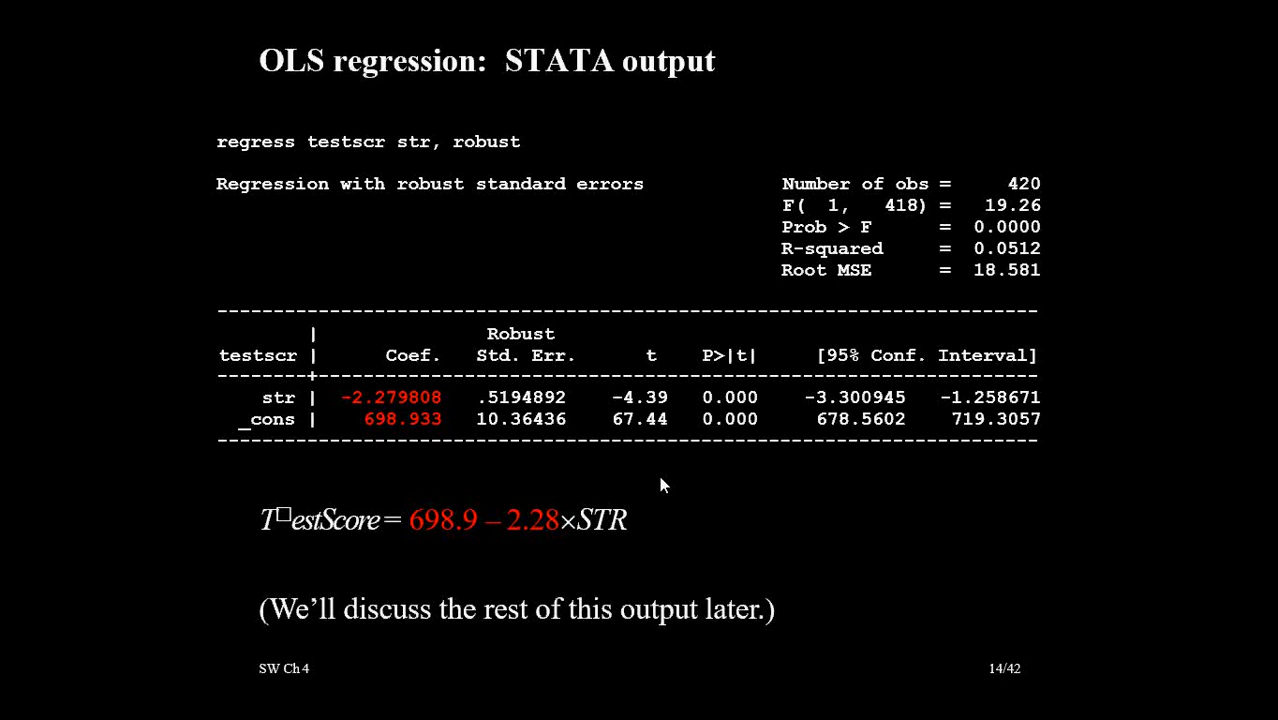 OLS regression: STATA output
regress testscr str, robust
Regression with robust standard errors Number of obs = 420
F( 1, 418) = 19.26
Prob > F = 0.0000
R-squared = 0.0512
Root MSE = 18.581
-------------------------------------------------------------------------
| Robust
testscr | Coef. Std. Err. t P>|t| [95% Conf. Interval]
--------+----------------------------------------------------------------
str | -2.279808 .5194892 -4.39 0.000 -3.300945 -1.258671
_cons | 698.933 10.36436 67.44 0.000 678.5602 719.3057
-------------------------------------------------------------------------
T□estScore = 698.9 – 2.28×STR
(We’ll discuss the rest of this output later.)
SW Ch 4 14/42